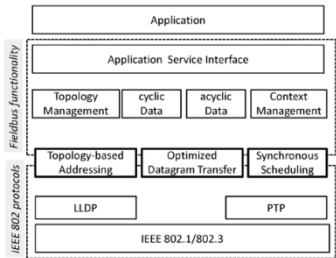 Application
Fieldbus functionality
Application Service Interface
Topology
Management
cyclic
Data
acyclic
Data
Context
Management
Topology-based
Addressing
Optimized
Datagram Transfer
Synchronous
Scheduling
IEEE 802 protocols
LLDP
PTP
IEEE 802.1/802.3